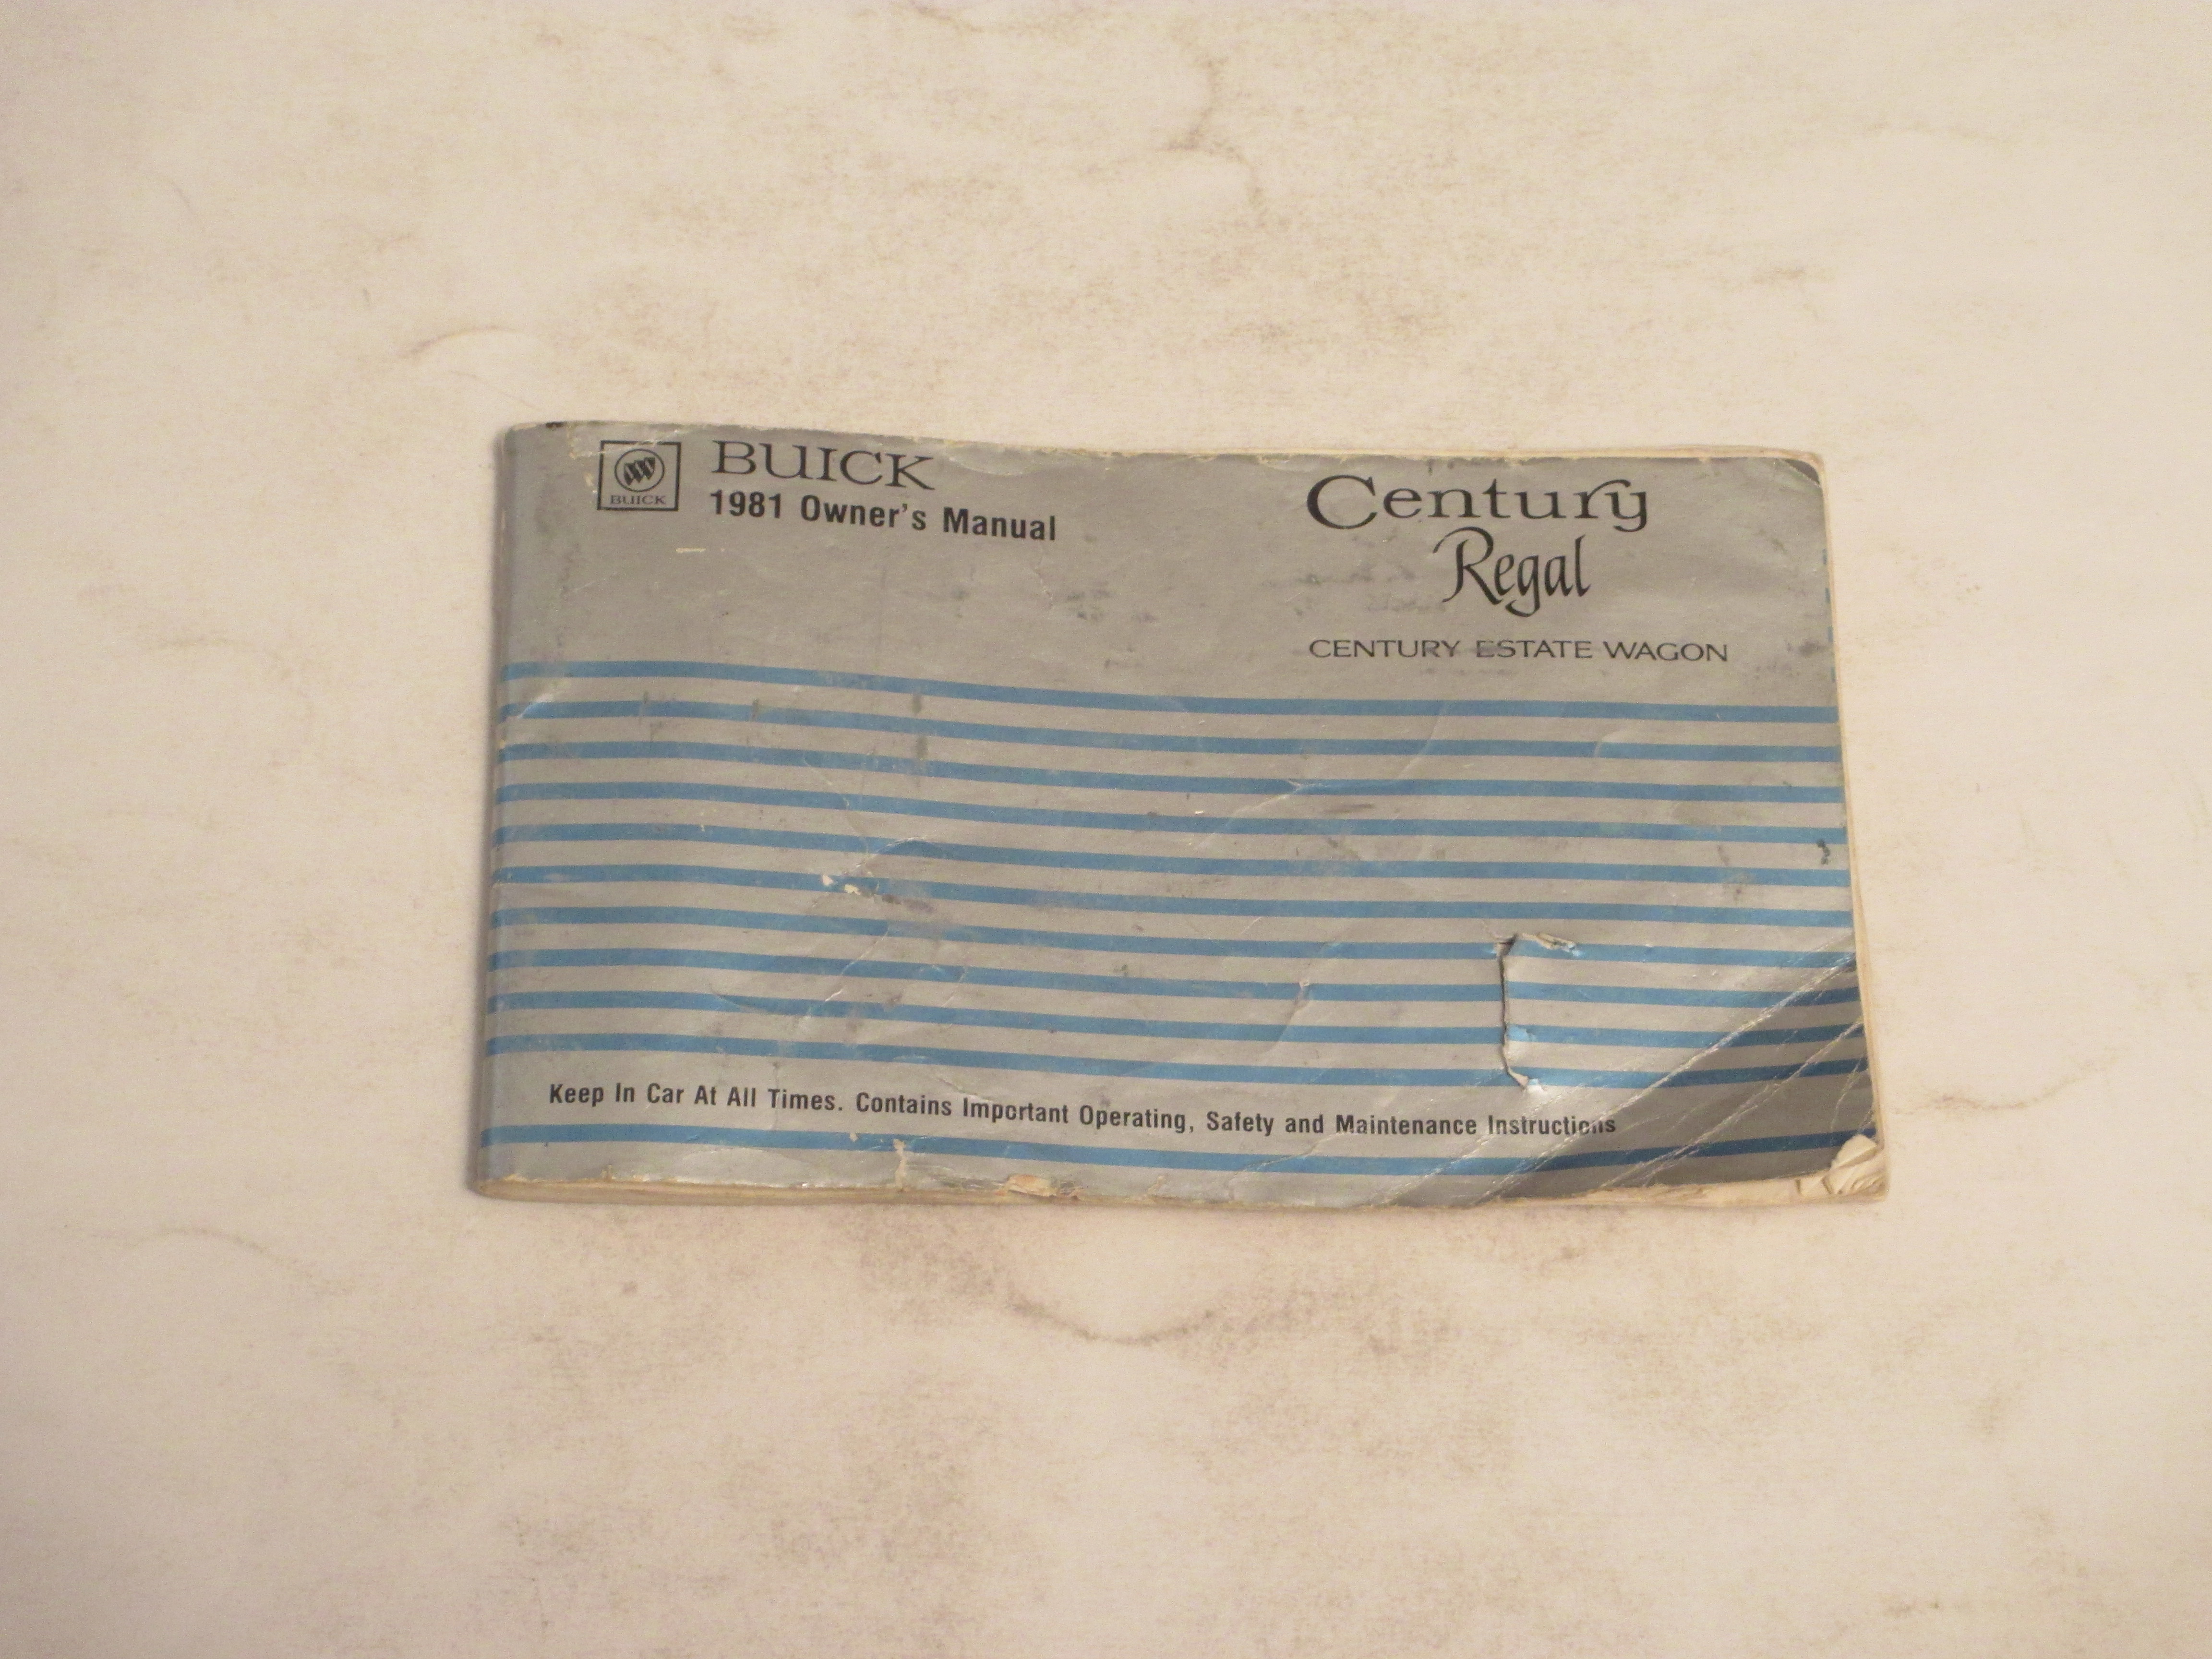 BUICK
BUICK
1981 Owner's Manual
Century
Regal
CENTURY ESTATE WAGON
Keep In Car At All Times. Contains Important Operating, Safety and Maintenance Instructions